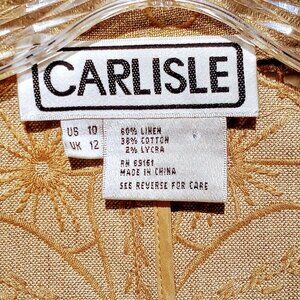 CARLISLE
US 10
UK 12
60% LINEN
38% COTTON
2% LYCRA
RN 69161
MADE IN CHINA
SEE REVERSE FOR CARE